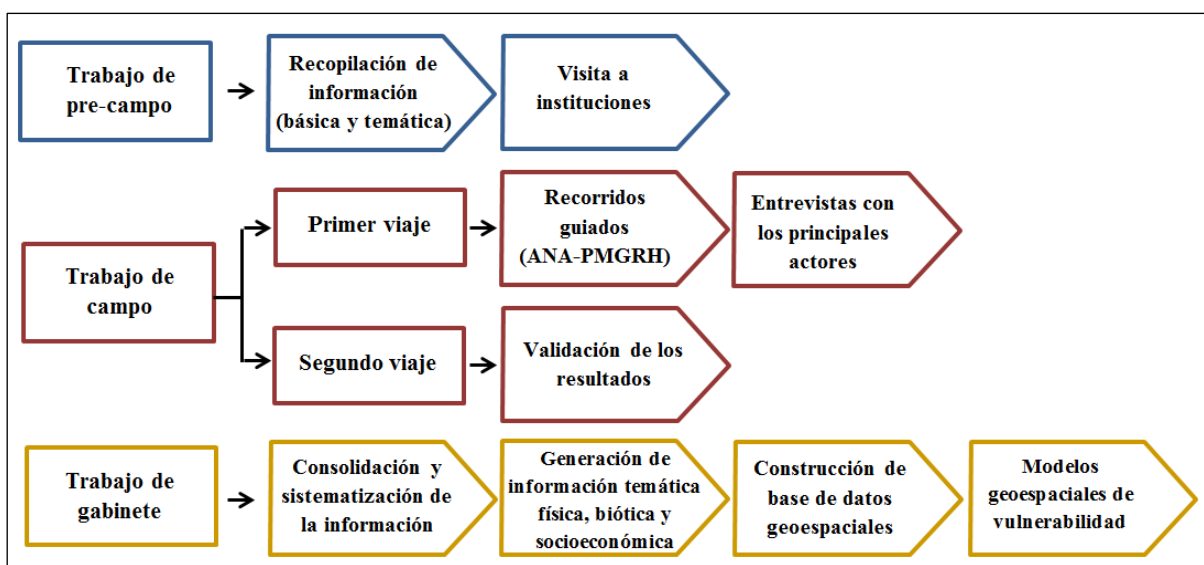 Trabajo de
pre-campo
Recopilación de
información
(básica y temática)
Visita a
instituciones
Trabajo de
campo
Primer viaje
Recorridos
guiados
(ANA-PMGRH)
Entrevistas con
los principales
actores
Segundo viaje
Validación de los
resultados
Trabajo de
gabinete
Consolidación y
sistematización de
la información
Generación de
información temática
física, biótica y
socioeconómica
Construcción de
base de datos
geoespaciales
Modelos
geoespaciales de
vulnerabilidad